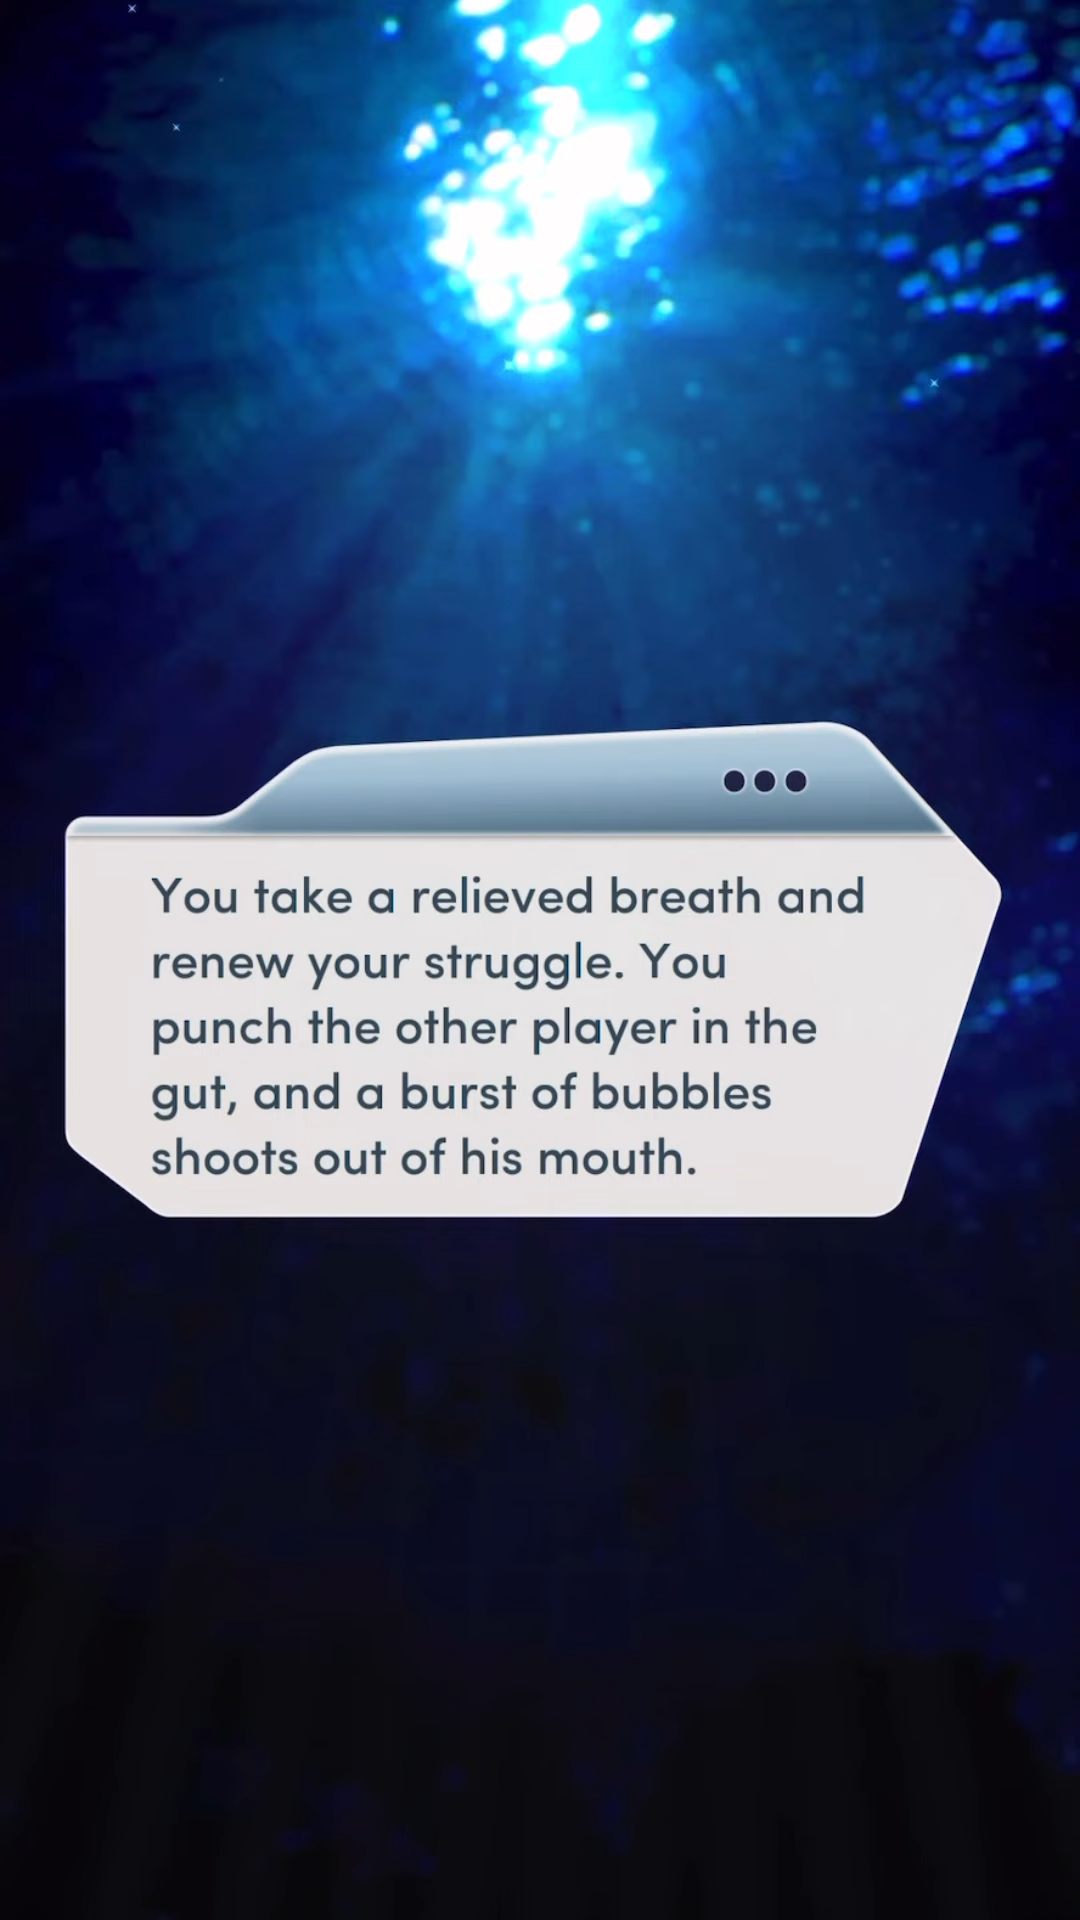 You take a relieved breath and
renew your struggle. You
punch the other player in the
gut, and a burst of bubbles
shoots out of his mouth.